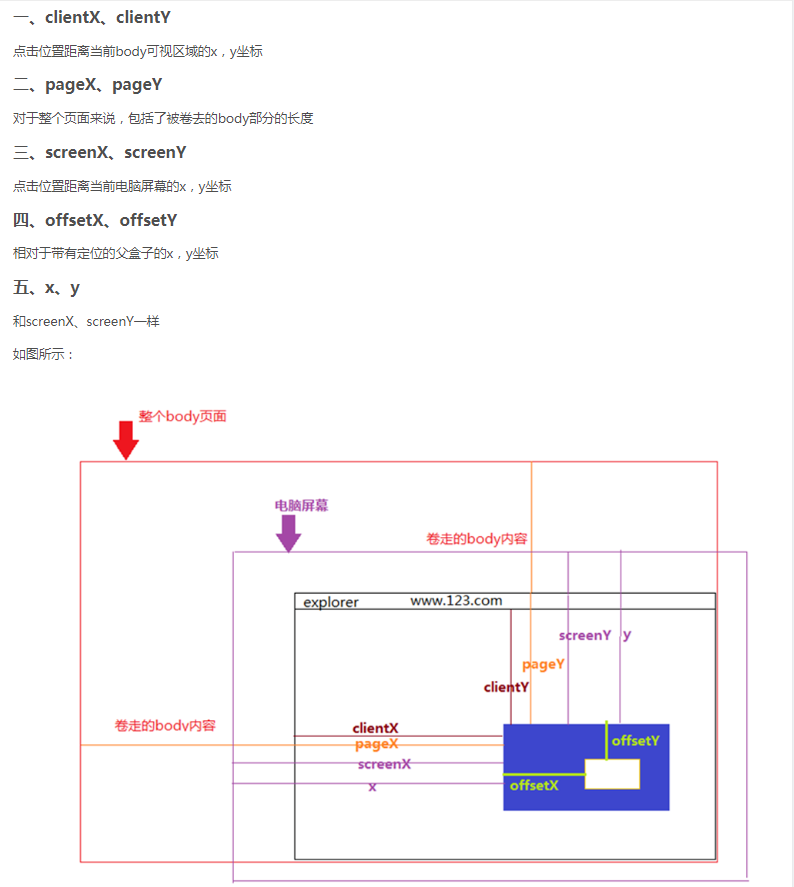 一、clientX、clientY
点击位置距离当前body可视区域的x，y坐标
二、pageX、pageY
对于整个页面来说，包括了被卷去的body部分的长度
三、screenX、screenY
点击位置距离当前电脑屏幕的x，y坐标
四、offsetX、offsetY
相对于带有定位的父盒子的x，y坐标
五、x、y
和screenX、screenY一样
如图所示：
整个body页面
电脑屏幕
卷走的body内容
explorer www.123.com
screenY y
pageY
clientY
卷走的body内容
clientX
pageX
screenX
x
offsetY
offsetX